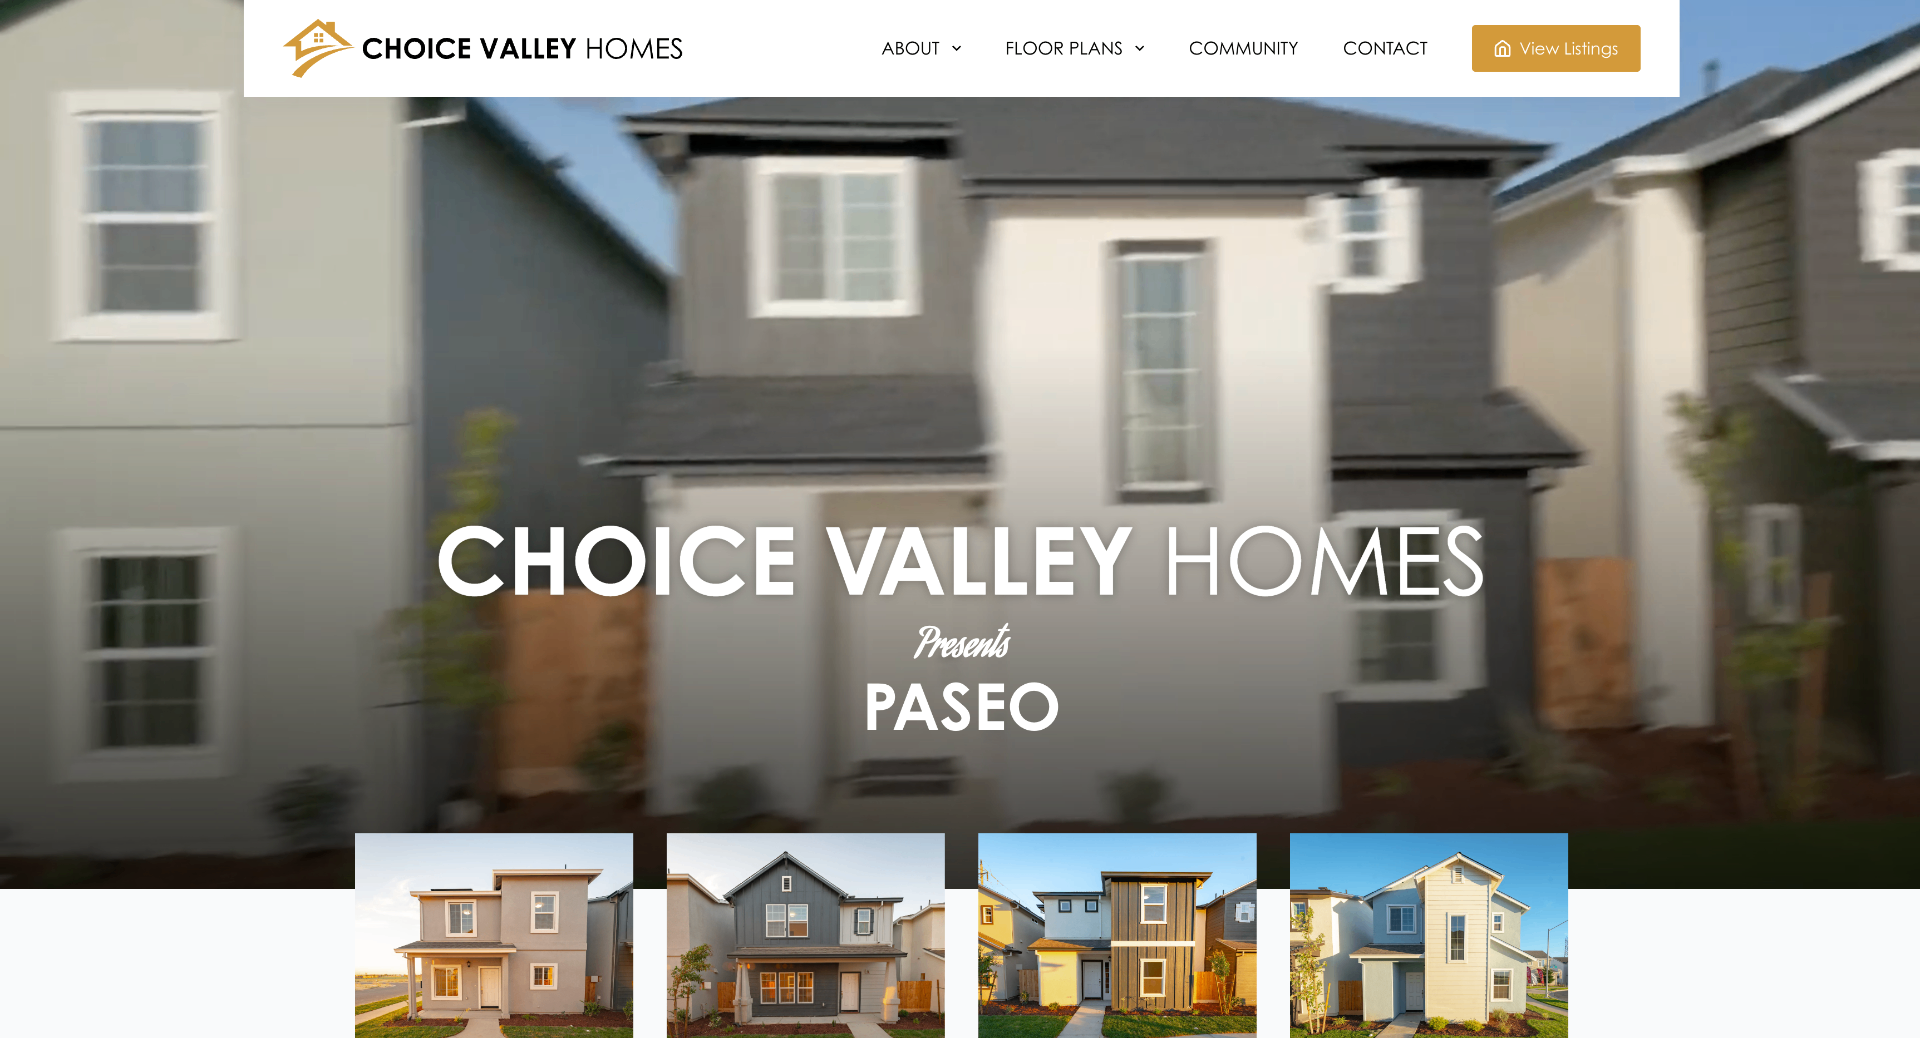 CHOICE VALLEY HOMES
ABOUT
FLOOR PLANS
COMMUNITY
CONTACT
View Listings
CHOICE VALLEY HOMES
Presents
PASEO